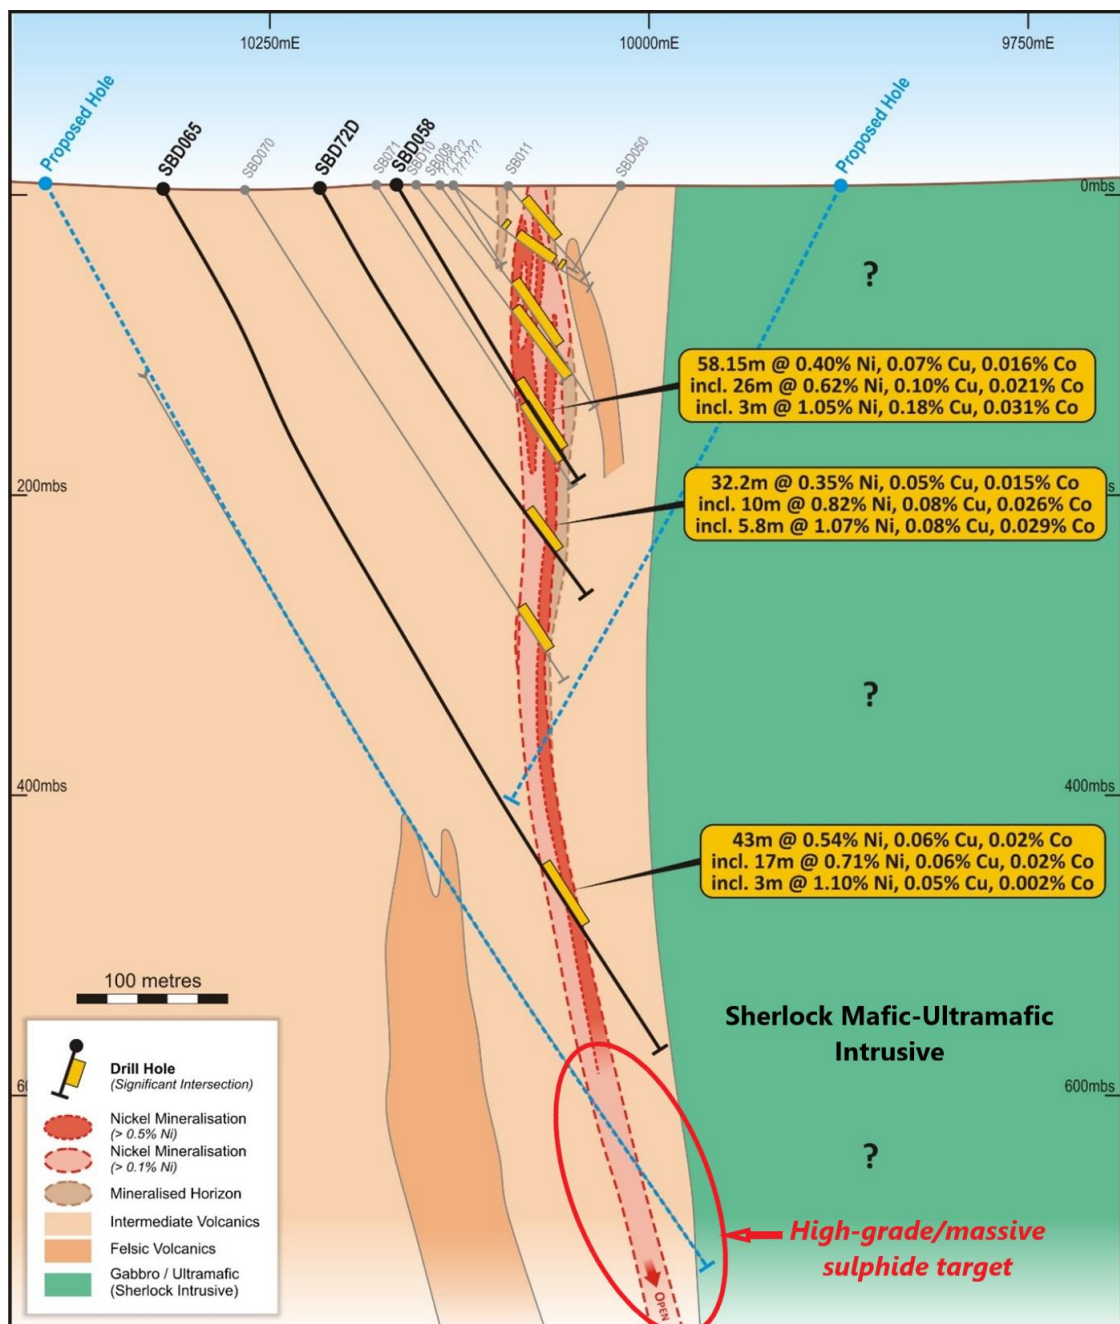 10250mE
10000mE
9750mE
Proposed Hole
SBD065
SBD070
SBD72D
SB071
SBD058
SBD10
SB009
??????
??????
SB011
SBD050
Proposed Hole
0mbs
?
58.15m @ 0.40% Ni, 0.07% Cu, 0.016% Co
incl. 26m @ 0.62% Ni, 0.10% Cu, 0.021% Co
incl. 3m @ 1.05% Ni, 0.18% Cu, 0.031% Co
200mbs
32.2m @ 0.35% Ni, 0.05% Cu, 0.015% Co
incl. 10m @ 0.82% Ni, 0.08% Cu, 0.026% Co
incl. 5.8m @ 1.07% Ni, 0.08% Cu, 0.029% Co
?
400mbs
400mbs
43m @ 0.54% Ni, 0.06% Cu, 0.02% Co
incl. 17m @ 0.71% Ni, 0.06% Cu, 0.02% Co
incl. 3m @ 1.10% Ni, 0.05% Cu, 0.002% Co
100 metres
Sherlock Mafic-Ultramafic
Intrusive
600mbs
?
High-grade/massive
sulphide target
OPEN
Drill Hole
(Significant Intersection)
Nickel Mineralisation
(> 0.5% Ni)
Nickel Mineralisation
(> 0.1% Ni)
Mineralised Horizon
Intermediate Volcanics
Felsic Volcanics
Gabbro / Ultramafic
(Sherlock Intrusive)